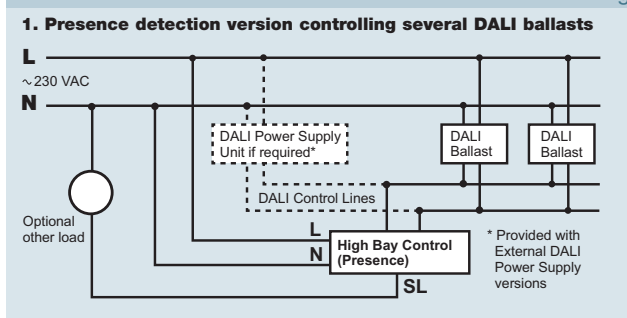 1. Presence detection version controlling several DALI ballasts
L
~230 VAC
N
DALI Power Supply
Unit if required*
DALI
Ballast
DALI
Ballast
DALI Control Lines
Optional
other load
L
N
High Bay Control
(Presence)
SL
* Provided with
External DALI
Power Supply
versions